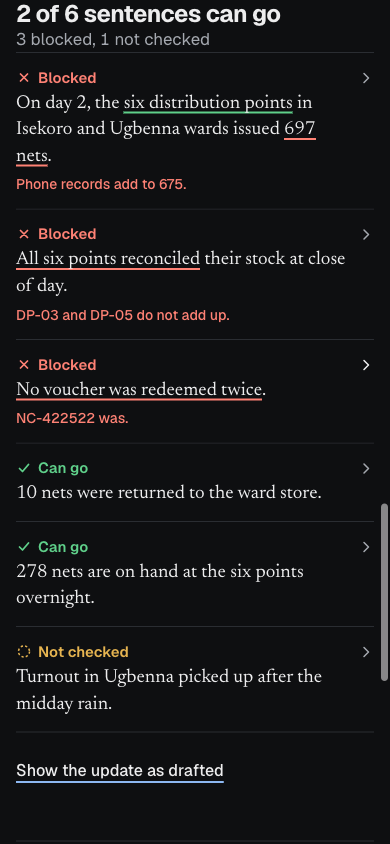 2 of 6 sentences can go
3 blocked, 1 not checked
Blocked
On day 2, the six distribution points in
Isekoro and Ugbenna wards issued 697
nets.
Phone records add to 675.
Blocked
All six points reconciled their stock at close
of day.
DP-03 and DP-05 do not add up.
Blocked
No voucher was redeemed twice.
NC-422522 was.
Can go
10 nets were returned to the ward store.
Can go
278 nets are on hand at the six points
overnight.
Not checked
Turnout in Ugbenna picked up after the
midday rain.
Show the update as drafted